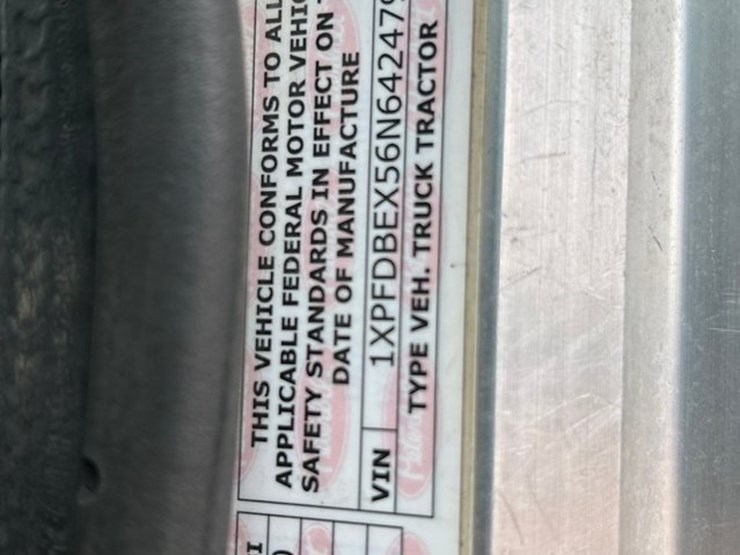 THIS VEHICLE CONFORMS TO ALL
APPLICABLE FEDERAL MOTOR VEHIC
SAFETY STANDARDS IN EFFECT ON
DATE OF MANUFACTURE
VIN 1XPFDBEX56N642479
TYPE VEH. TRUCK TRACTOR